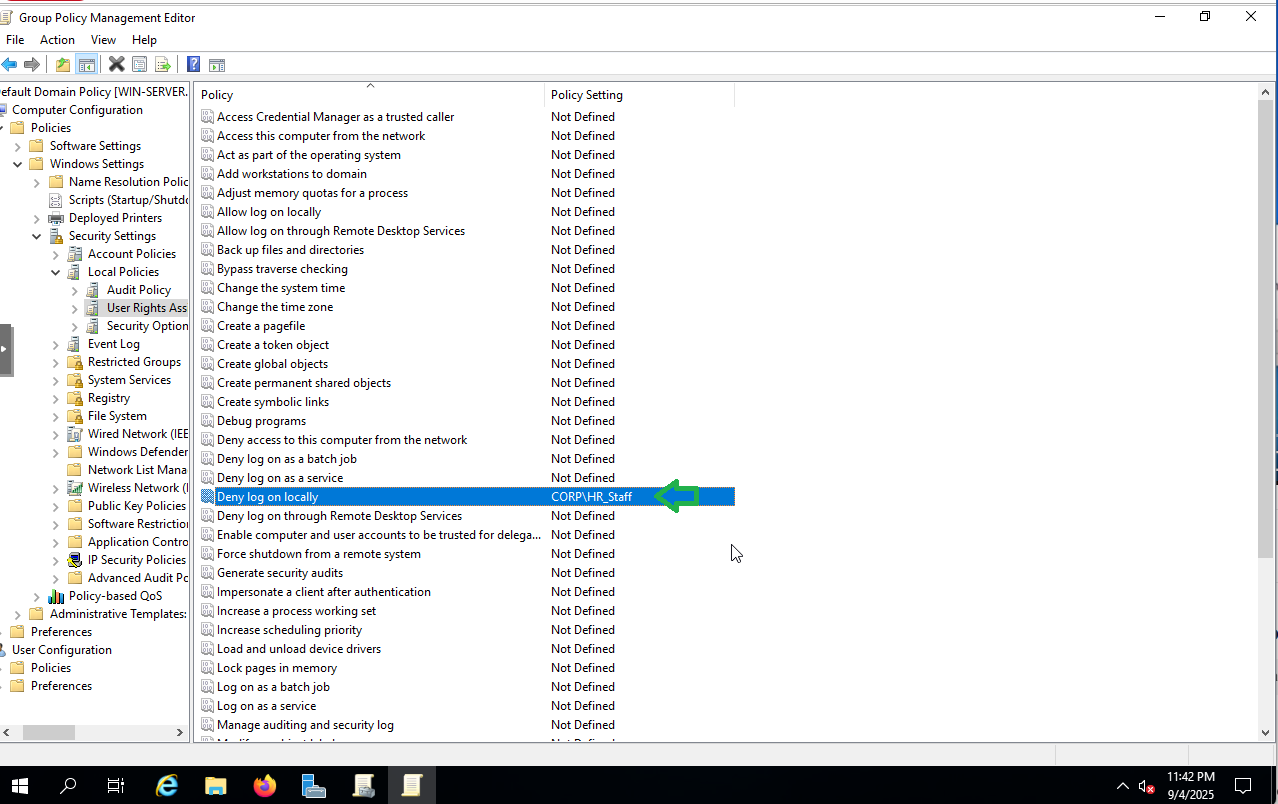 Group Policy Management Editor
File Action View Help
efault Domain Policy [WIN-SERVER.
Computer Configuration
Policies
Software Settings
Windows Settings
Name Resolution Polic
Scripts (Startup/Shutdo
Deployed Printers
Security Settings
Account Policies
Local Policies
Audit Policy
User Rights Ass
Security Option
Event Log
Restricted Groups
System Services
Registry
File System
Wired Network (IEE
Windows Defender
Network List Mana
Wireless Network (I
Public Key Policies
Software Restriction
Application Contro
IP Security Policies
Advanced Audit Po
Policy-based QoS
Administrative Templates:
Preferences
User Configuration
Policies
Preferences
Policy Policy Setting
Access Credential Manager as a trusted caller Not Defined
Access this computer from the network Not Defined
Act as part of the operating system Not Defined
Add workstations to domain Not Defined
Adjust memory quotas for a process Not Defined
Allow log on locally Not Defined
Allow log on through Remote Desktop Services Not Defined
Back up files and directories Not Defined
Bypass traverse checking Not Defined
Change the system time Not Defined
Change the time zone Not Defined
Create a pagefile Not Defined
Create a token object Not Defined
Create global objects Not Defined
Create permanent shared objects Not Defined
Create symbolic links Not Defined
Debug programs Not Defined
Deny access to this computer from the network Not Defined
Deny log on as a batch job Not Defined
Deny log on as a service Not Defined
Deny log on locally CORP\HR_Staff
Deny log on through Remote Desktop Services Not Defined
Enable computer and user accounts to be trusted for delega... Not Defined
Force shutdown from a remote system Not Defined
Generate security audits Not Defined
Impersonate a client after authentication Not Defined
Increase a process working set Not Defined
Increase scheduling priority Not Defined
Load and unload device drivers Not Defined
Lock pages in memory Not Defined
Log on as a batch job Not Defined
Log on as a service Not Defined
Manage auditing and security log Not Defined
11:42 PM
9/4/2025